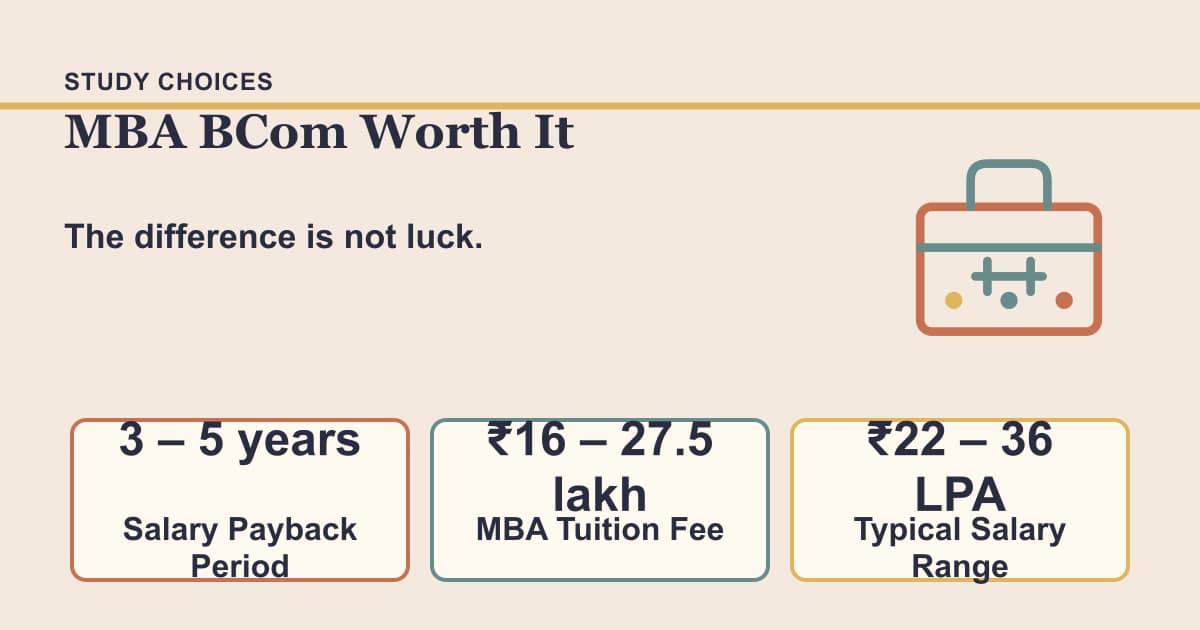 STUDY CHOICES
MBA BCom Worth It
The difference is not luck.
3 – 5 years
Salary Payback
Period
₹16 – 27.5
lakh
MBA Tuition Fee
₹22 – 36
LPA
Typical Salary
Range